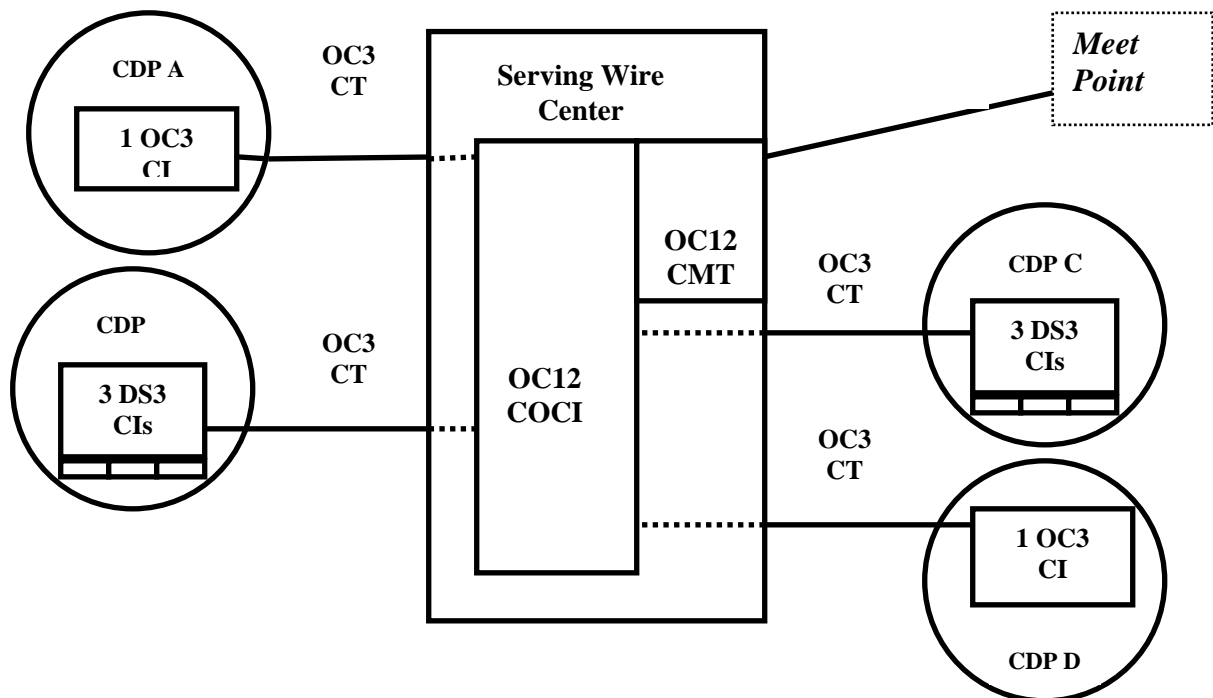 CDP A
1 OC3
CI
OC3
CT
Serving Wire
Center
Meet
Point
OC12
CMT
OC12
COCI
CDP
3 DS3
CIs
OC3
CT
OC3
CT
CDP C
3 DS3
CIs
OC3
CT
1 OC3
CI
CDP D